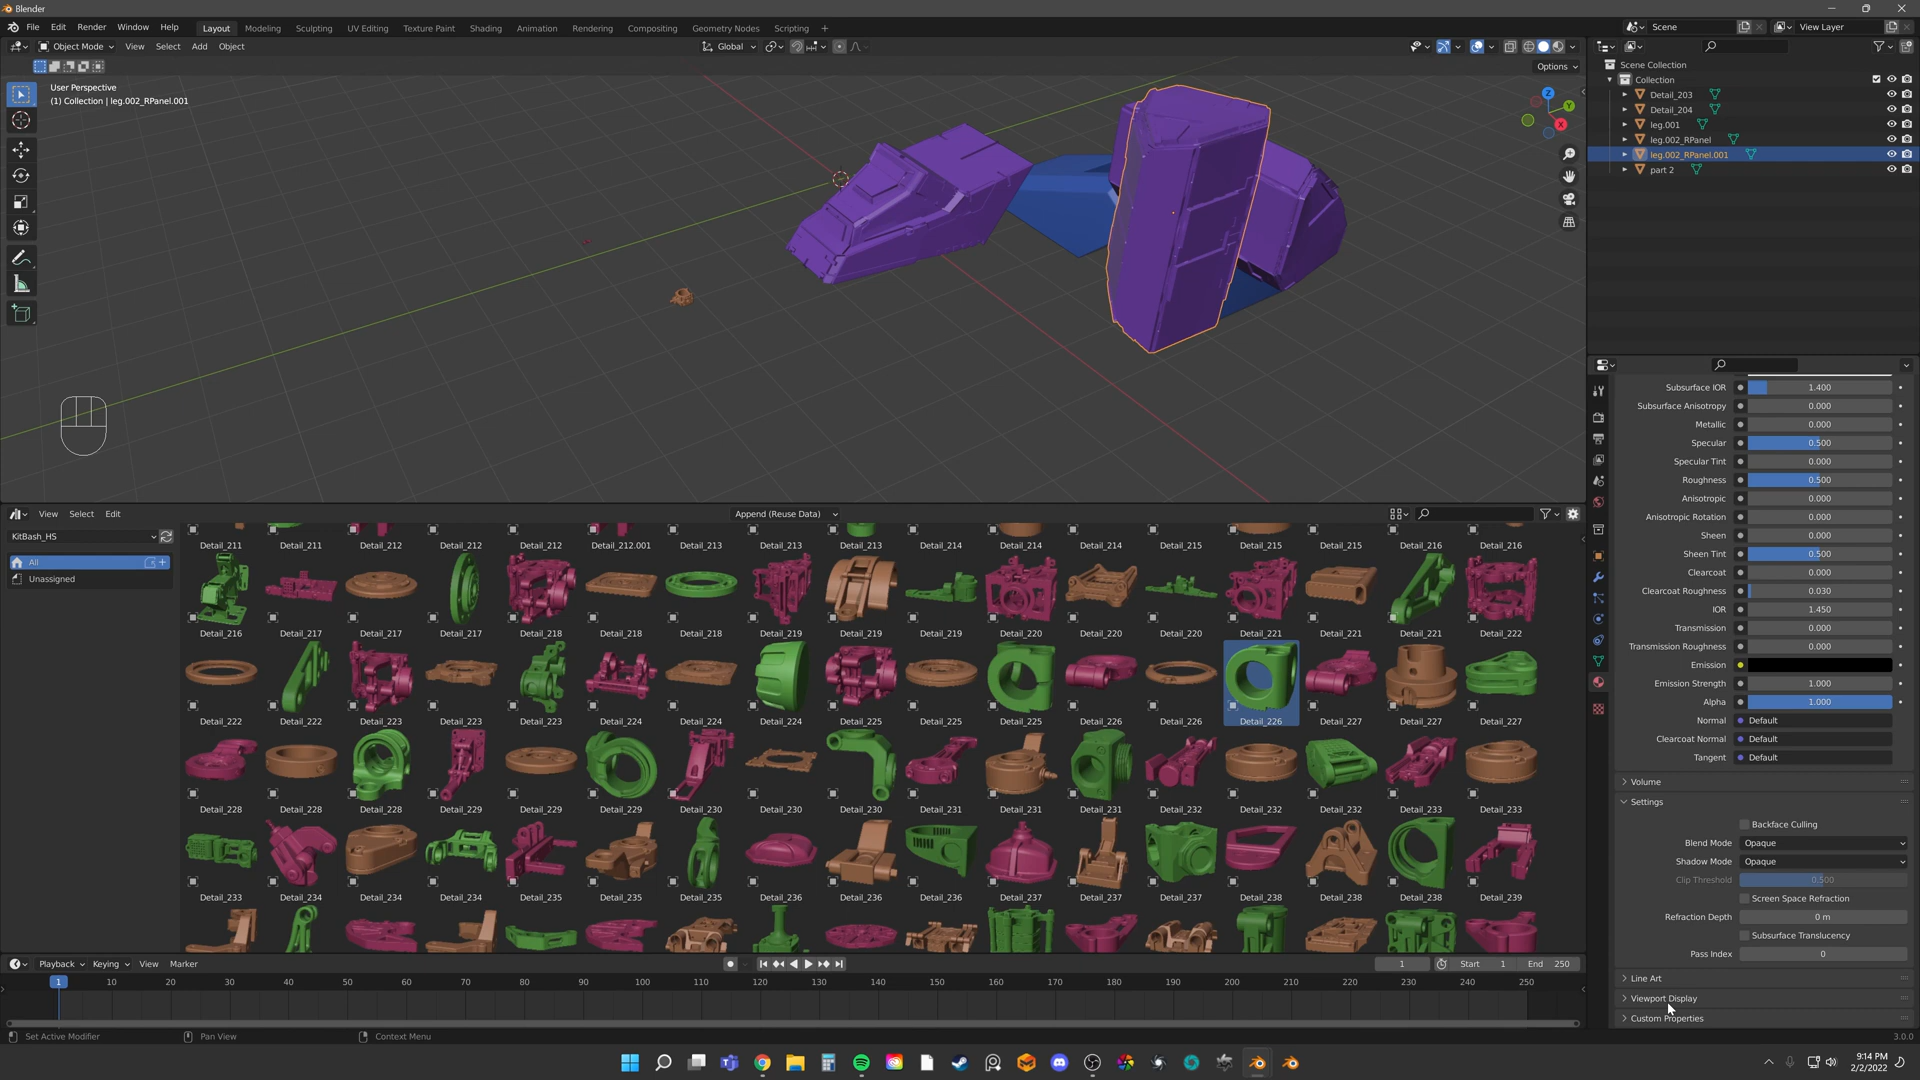 Blender
File Edit Render Window Help Layout Modeling Sculpting UV Editing Texture Paint Shading Animation Rendering Compositing Geometry Nodes Scripting + Scene View Layer
Object Mode View Select Add Object Global
Options
User Perspective
(1) Collection | leg.002_RPanel.001
Z
Y
X
Scene Collection
Collection
Detail_203
Detail_204
leg.001
leg.002_RPanel
leg.002_RPanel.001
part 2
Subsurface IOR 1.400
Subsurface Anisotropy 0.000
Metallic 0.000
Specular 0.500
Specular Tint 0.000
Roughness 0.500
Anisotropic 0.000
Anisotropic Rotation 0.000
Sheen 0.000
Sheen Tint 0.500
Clearcoat 0.000
Clearcoat Roughness 0.030
IOR 1.450
Transmission 0.000
Transmission Roughness 0.000
Emission
Emission Strength 1.000
Alpha 1.000
Normal Default
Clearcoat Normal Default
Tangent Default
Volume
Settings
Backface Culling
Blend Mode Opaque
Shadow Mode Opaque
Clip Threshold 0.500
Screen Space Refraction
Refraction Depth 0 m
Subsurface Translucency
Pass Index 0
Line Art
Viewport Display
Custom Properties
View Select Edit Append (Reuse Data)
KitBash_HS
All
Unassigned
Detail_211 Detail_211 Detail_212 Detail_212 Detail_212 Detail_212.001 Detail_213 Detail_213 Detail_213 Detail_214 Detail_214 Detail_215 Detail_215 Detail_215 Detail_215 Detail_216 Detail_216
Detail_216 Detail_217 Detail_217 Detail_217 Detail_218 Detail_218 Detail_218 Detail_219 Detail_219 Detail_219 Detail_220 Detail_220 Detail_220 Detail_221 Detail_221 Detail_221 Detail_222
Detail_222 Detail_222 Detail_223 Detail_223 Detail_223 Detail_224 Detail_224 Detail_224 Detail_225 Detail_225 Detail_225 Detail_226 Detail_226 Detail_226 Detail_227 Detail_227 Detail_227
Detail_228 Detail_228 Detail_228 Detail_229 Detail_229 Detail_229 Detail_230 Detail_230 Detail_230 Detail_231 Detail_231 Detail_231 Detail_232 Detail_232 Detail_232 Detail_233 Detail_233
Detail_233 Detail_234 Detail_234 Detail_234 Detail_235 Detail_235 Detail_235 Detail_236 Detail_236 Detail_236 Detail_237 Detail_237 Detail_237 Detail_238 Detail_238 Detail_238 Detail_239
Playback Keying View Marker 1 Start 1 End 250
1 10 20 30 40 50 60 70 80 90 100 110 120 130 140 150 160 170 180 190 200 210 220 230 240 250
Set Active Modifier Pan View Context Menu 3.0.0
9:14 PM
2/2/2022